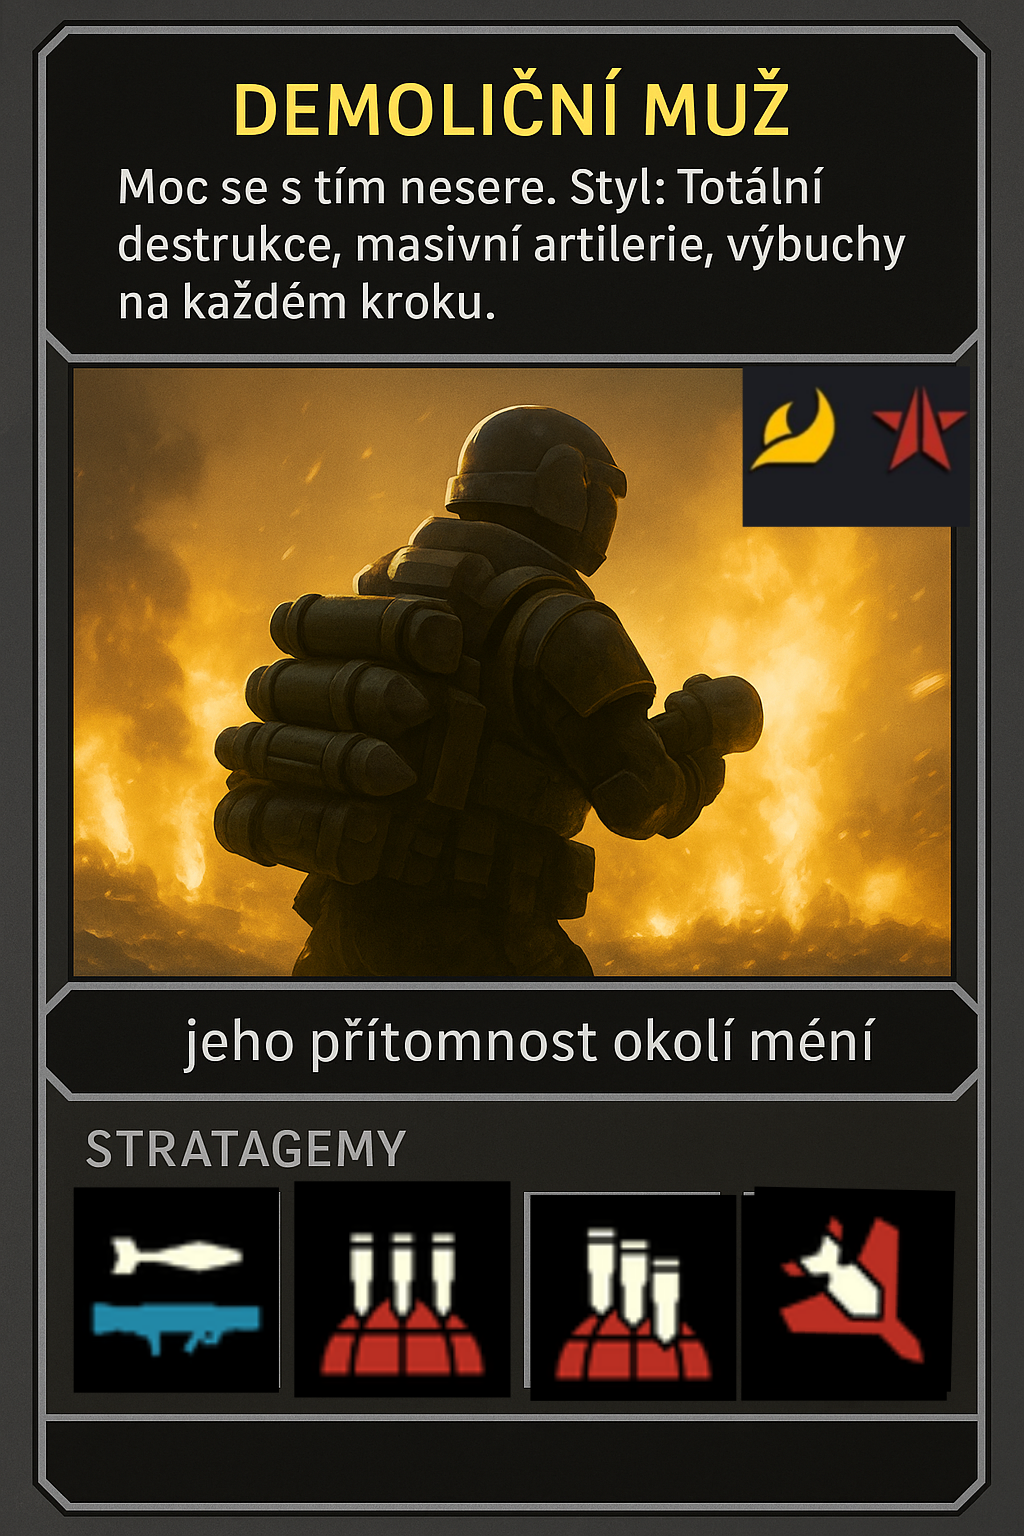 DEMOLIČNÍ MUŽ
Moc se s tím nesere. Styl: Totální
destrukce, masivní artilerie, výbuchy
na každém kroku.
jeho přítomnost okolí méní
STRATAGEMY